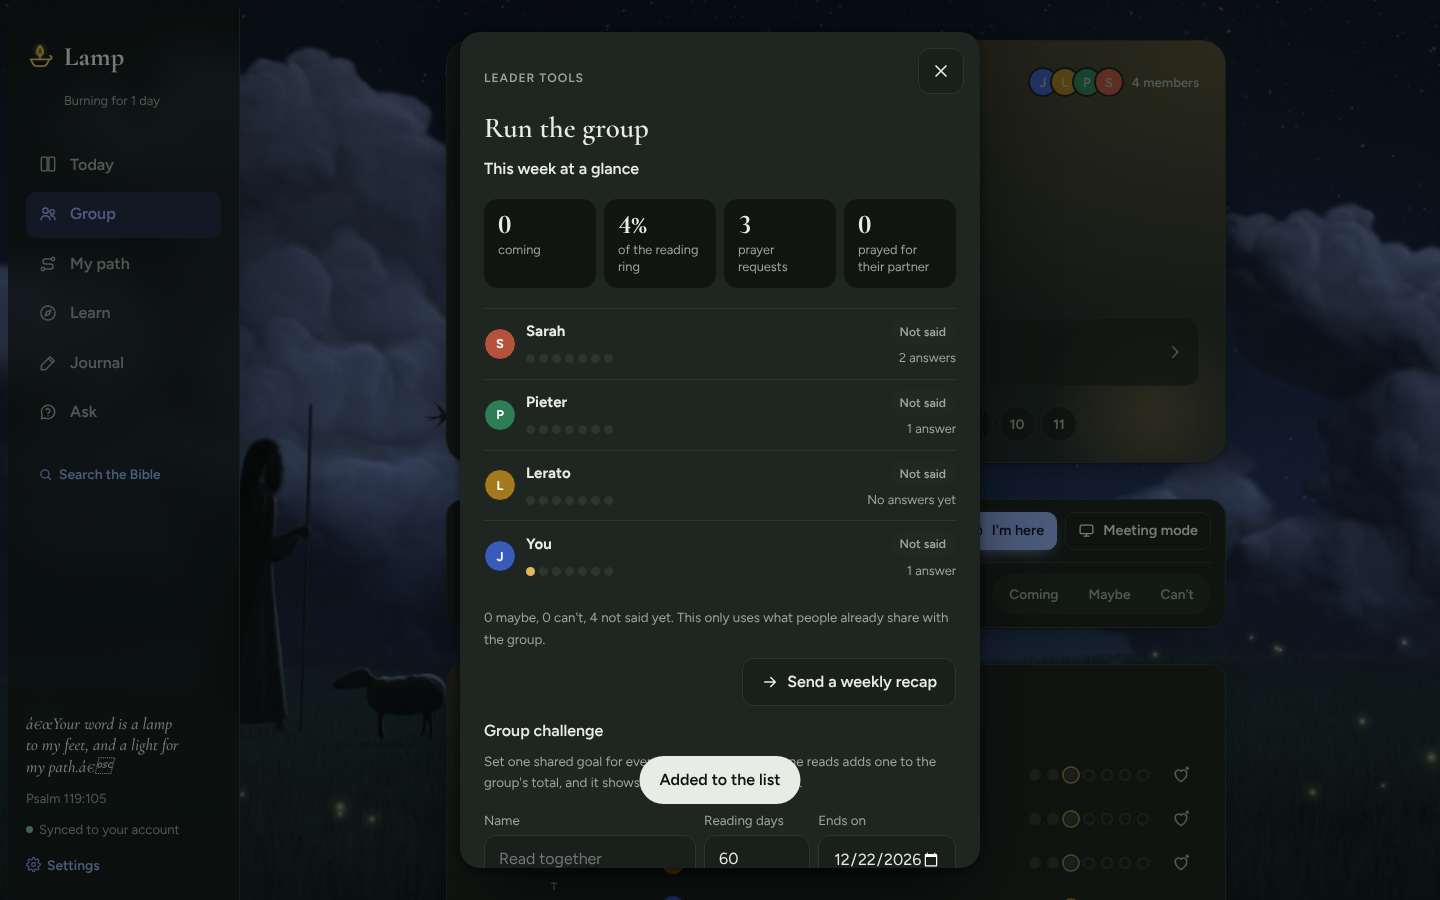 Lamp
Burning for 1 day
Today
Group
My path
Learn
Journal
Ask
Search the Bible
“Your word is a lamp
to my feet, and a light for
Psalm 119:105
Synced to your account
Settings
LEADER TOOLS
Run the group
This week at a glance
0
coming
4%
of the reading
ring
3
prayer
requests
0
prayed for
their partner
S
Sarah
Not said
2 answers
P
Pieter
Not said
1 answer
L
Lerato
Not said
No answers yet
J
You
Not said
1 answer
0 maybe, 0 can't, 4 not said yet. This only uses what people already share with
the group.
Send a weekly recap
Group challenge
Set one shared goal for
reads adds one to the
group's total, and it shows
Added to the list
Name
Reading days
Ends on
Read together
60
12/22/2026
J L P S
4 members
10
11
I'm here
Meeting mode
Coming
Maybe
Can't
T